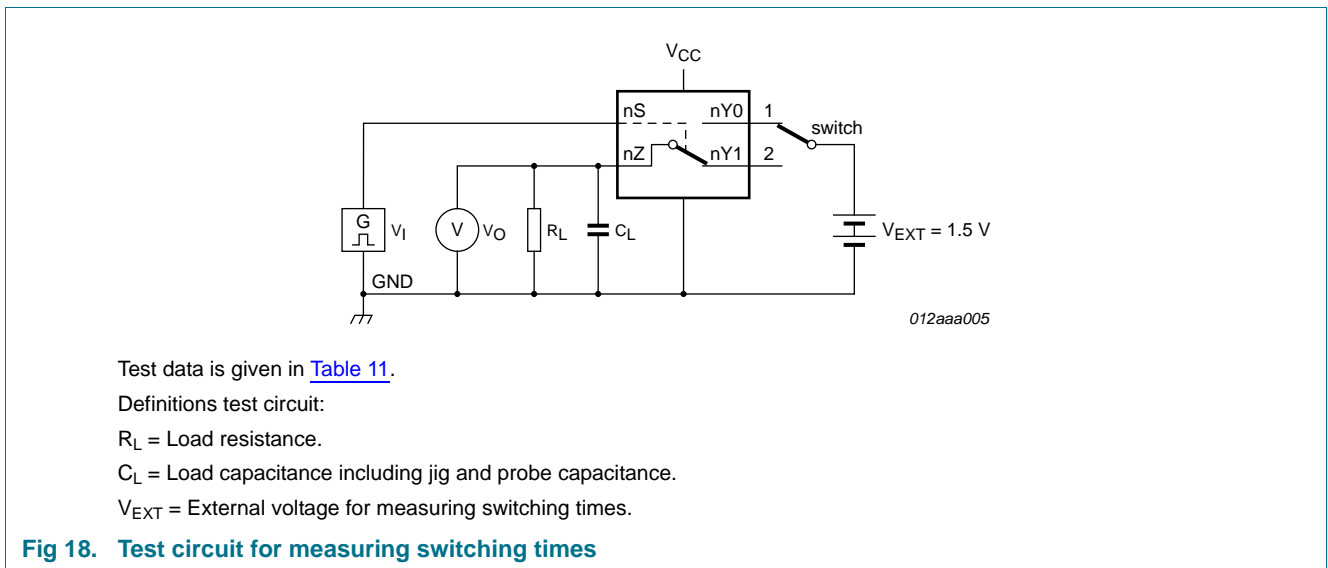 VCC
nS nY0 1
switch
nZ nY1 2
G VI V VO RL CL VEXT = 1.5 V
GND
012aaa005
Test data is given in Table 11.
Definitions test circuit:
RL = Load resistance.
CL = Load capacitance including jig and probe capacitance.
VEXT = External voltage for measuring switching times.
Fig 18. Test circuit for measuring switching times